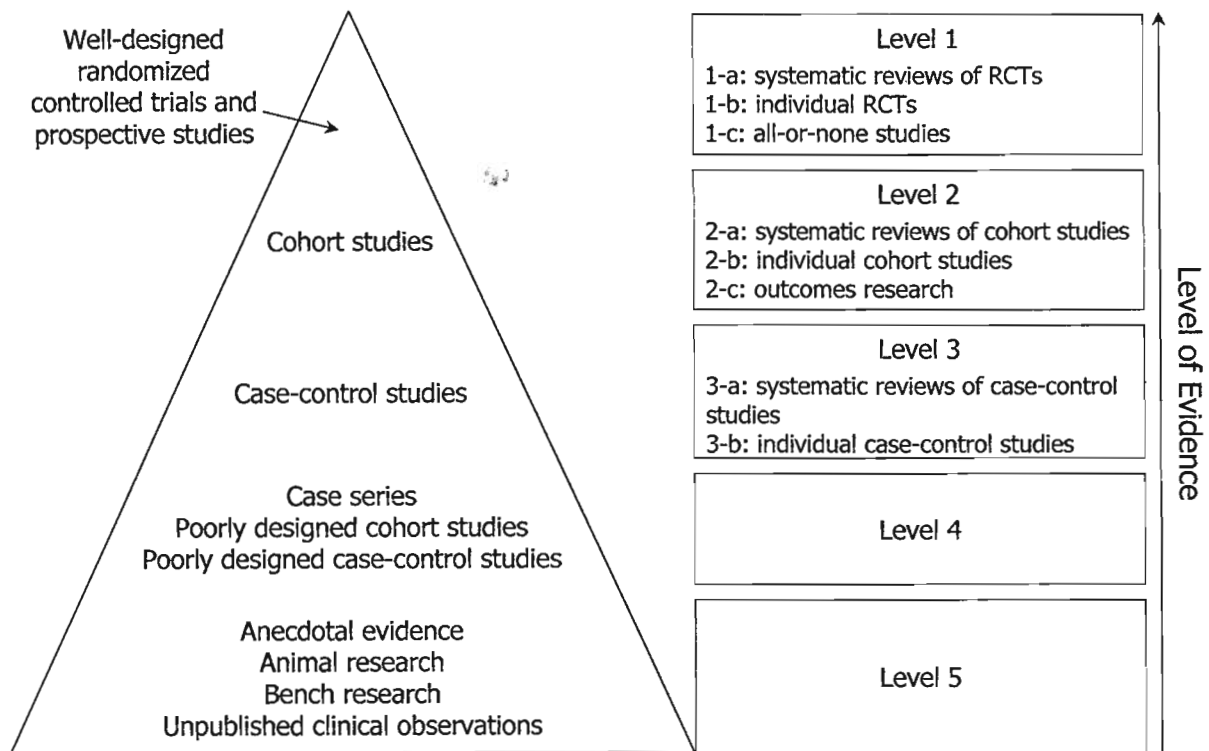 Well-designed
randomized
controlled trials and
prospective studies
Cohort studies
Case-control studies
Case series
Poorly designed cohort studies
Poorly designed case-control studies
Anecdotal evidence
Animal research
Bench research
Unpublished clinical observations
Level 1
1-a: systematic reviews of RCTs
1-b: individual RCTs
1-c: all-or-none studies
Level 2
2-a: systematic reviews of cohort studies
2-b: individual cohort studies
2-c: outcomes research
Level 3
3-a: systematic reviews of case-control
studies
3-b: individual case-control studies
Level 4
Level 5
Level of Evidence